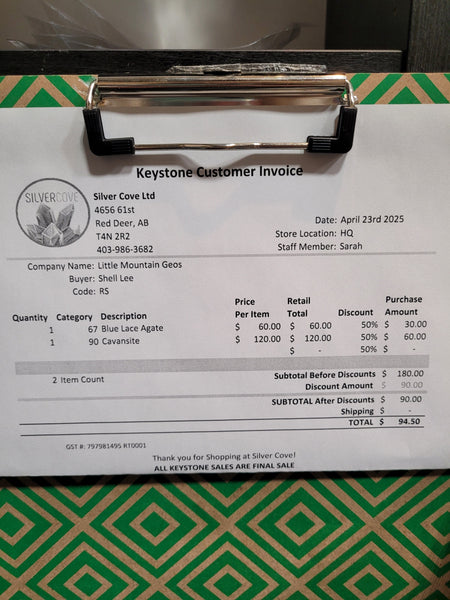 Keystone Customer Invoice
SILVERCOVE
Silver Cove Ltd
4656 61st
Red Deer, AB
T4N 2R2
403-986-3682
Date: April 23rd 2025
Store Location: HQ
Staff Member: Sarah
Company Name: Little Mountain Geos
Buyer: Shell Lee
Code: RS
Quantity Category Description Price Per Item Retail Total Discount Purchase Amount
1 67 Blue Lace Agate $ 60.00 $ 60.00 50% $ 30.00
1 90 Cavansite $ 120.00 $ 120.00 50% $ 60.00
$ - 50% $ -
2 Item Count
Subtotal Before Discounts $ 180.00
Discount Amount $ 90.00
SUBTOTAL After Discounts $ 90.00
Shipping $ -
TOTAL $ 94.50
GST #: 797981495 RT0001
Thank you for Shopping at Silver Cove!
ALL KEYSTONE SALES ARE FINAL SALE